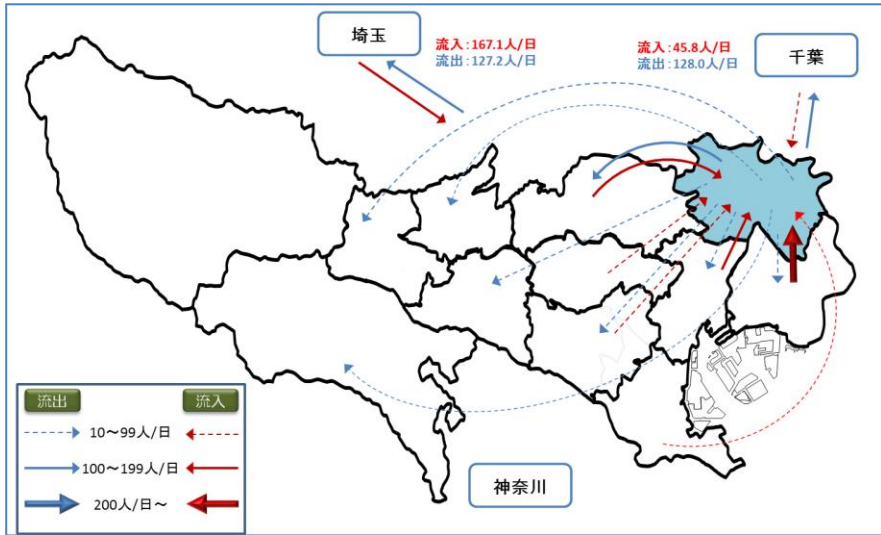 埼玉
流入：167.1人/日
流出：127.2人/日
流入：45.8人/日
流出：128.0人/日
千葉
流出
流入
10～99人/日
100～199人/日
200人/日～
神奈川